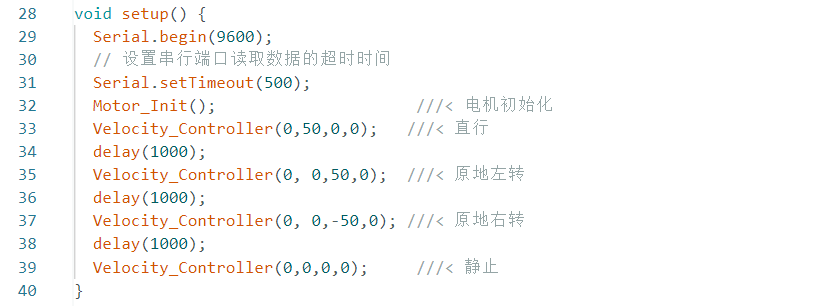 28 void setup() {
29 Serial.begin(9600);
30 // 设置串行端口读取数据的超时时间
31 Serial.setTimeout(500);
32 Motor_Init(); ///< 电机初始化
33 Velocity_Controller(0,50,0,0); ///< 直行
34 delay(1000);
35 Velocity_Controller(0, 0,50,0); ///< 原地左转
36 delay(1000);
37 Velocity_Controller(0, 0,-50,0); ///< 原地右转
38 delay(1000);
39 Velocity_Controller(0,0,0,0); ///< 静止
40 }